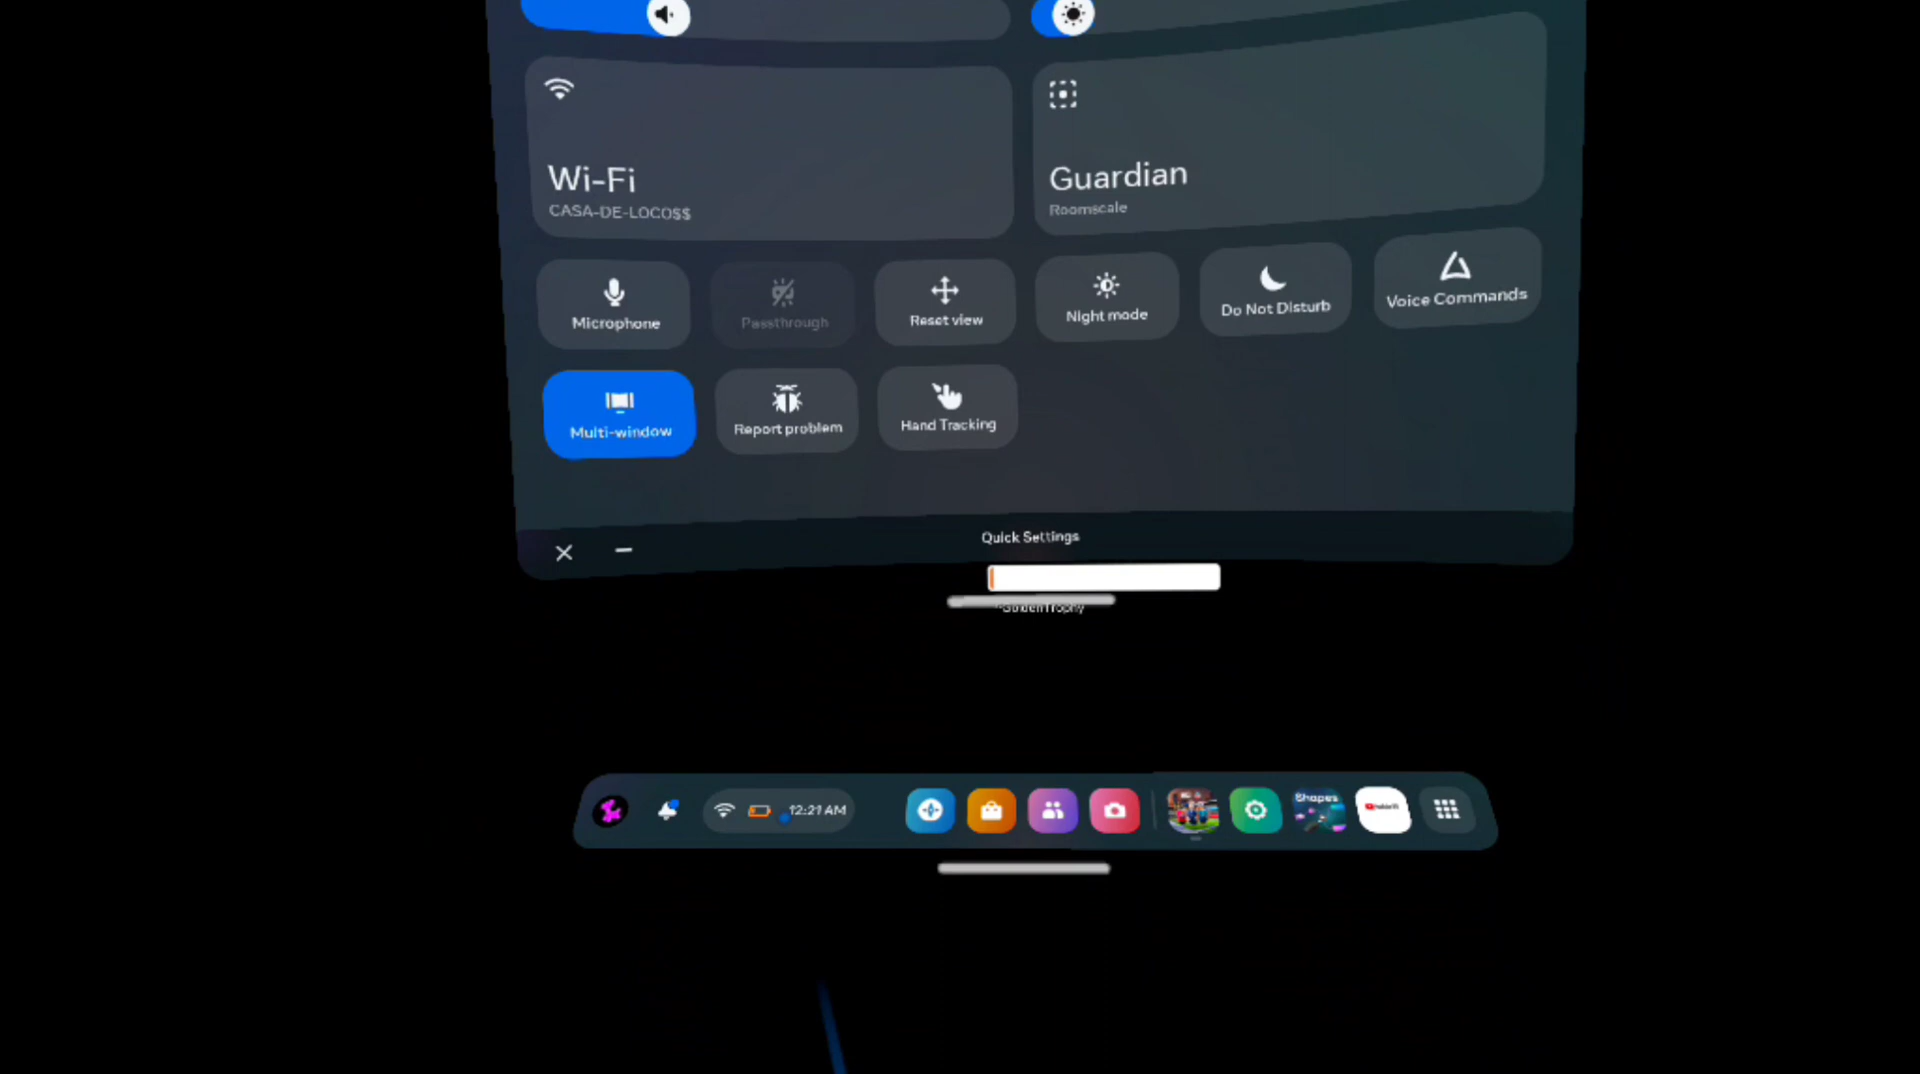 Wi-Fi
CASA-DE-LOCO$$
Guardian
Roomscale
Microphone
Passthrough
Reset view
Night mode
Do Not Disturb
Voice Commands
Multi-window
Report problem
Hand Tracking
Quick Settings
12:21 AM
Shapes